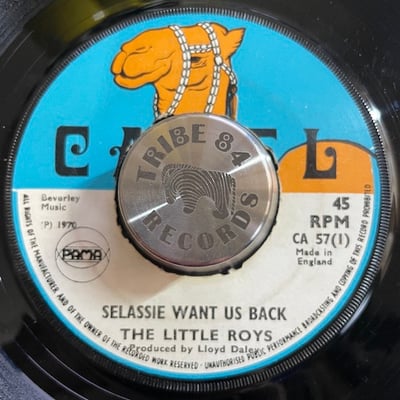 CAMEL
TRIBE 84
RECORDS
Beverley
Music
(P) 1970
PAMA
45
RPM
CA 57(1)
Made in
England
SELASSIE WANT US BACK
THE LITTLE ROYS
Produced by Lloyd Daley
ALL RIGHTS OF THE MANUFACTURER AND OF THE OWNER OF THE RECORDED WORK RESERVED - UNAUTHORISED PUBLIC PERFORMANCE BROADCASTING AND COPYING OF THIS RECORD PROHIBITED